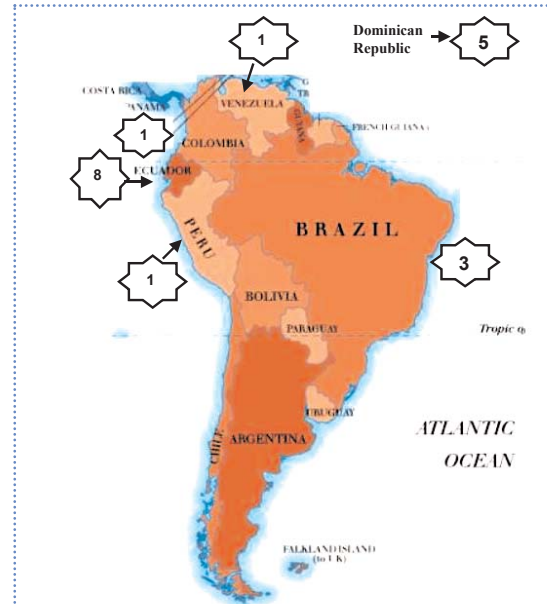 1
Dominican
Republic
5
COSTA RICA
PANAMA
VENEZUELA
GUIANA
FRENCH GUIANA
1
COLOMBIA
8
ECUADOR
PERU
BRAZIL
1
3
BOLIVIA
PARAGUAY
Tropic
URUGUAY
CHILE
ARGENTINA
ATLANTIC
OCEAN
FALKLAND ISLAND
(to UK)